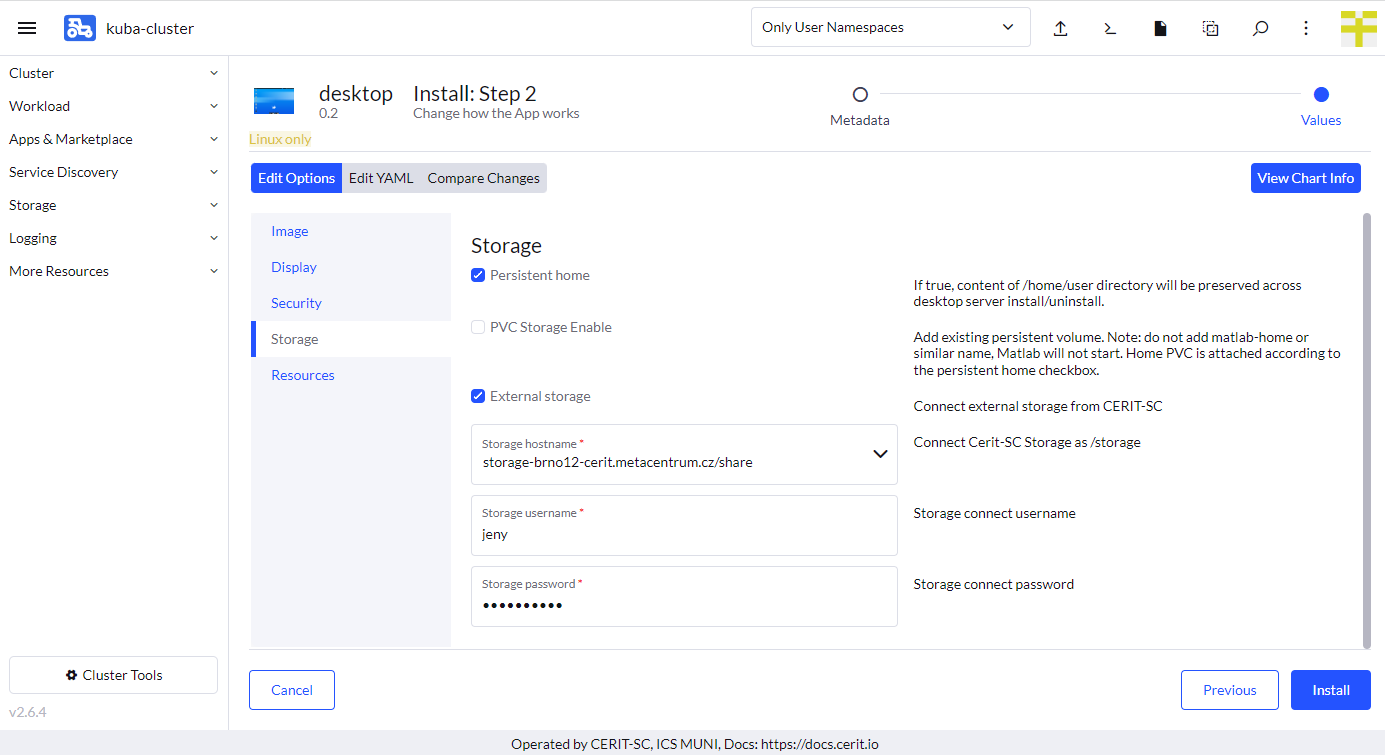 kuba-cluster
Only User Namespaces
Cluster
Workload
Apps & Marketplace
Service Discovery
Storage
Logging
More Resources
Cluster Tools
v2.6.4
desktop
0.2
Linux only
Install: Step 2
Change how the App works
Metadata
Values
Edit Options
Edit YAML
Compare Changes
View Chart Info
Image
Display
Security
Storage
Resources
Storage
Persistent home
If true, content of /home/user directory will be preserved across
desktop server install/uninstall.
PVC Storage Enable
Add existing persistent volume. Note: do not add matlab-home or
similar name, Matlab will not start. Home PVC is attached according to
the persistent home checkbox.
External storage
Connect external storage from CERIT-SC
Storage hostname *
storage-brno12-cerit.metacentrum.cz/share
Connect Cerit-SC Storage as /storage
Storage username *
jeny
Storage connect username
Storage password *
••••••••••
Storage connect password
Cancel
Previous
Install
Operated by CERIT-SC, ICS MUNI, Docs: https://docs.cerit.io